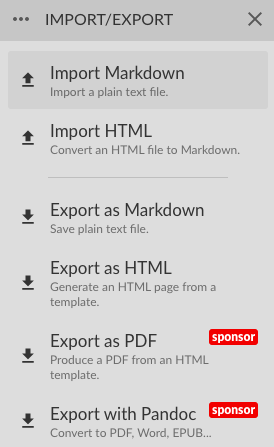 IMPORT/EXPORT
Import Markdown
Import a plain text file.
Import HTML
Convert an HTML file to Markdown.
Export as Markdown
Save plain text file.
Export as HTML
Generate an HTML page from a
template.
Export as PDF sponsor
Produce a PDF from an HTML
template.
Export with Pandoc sponsor
Convert to PDF, Word, EPUB...